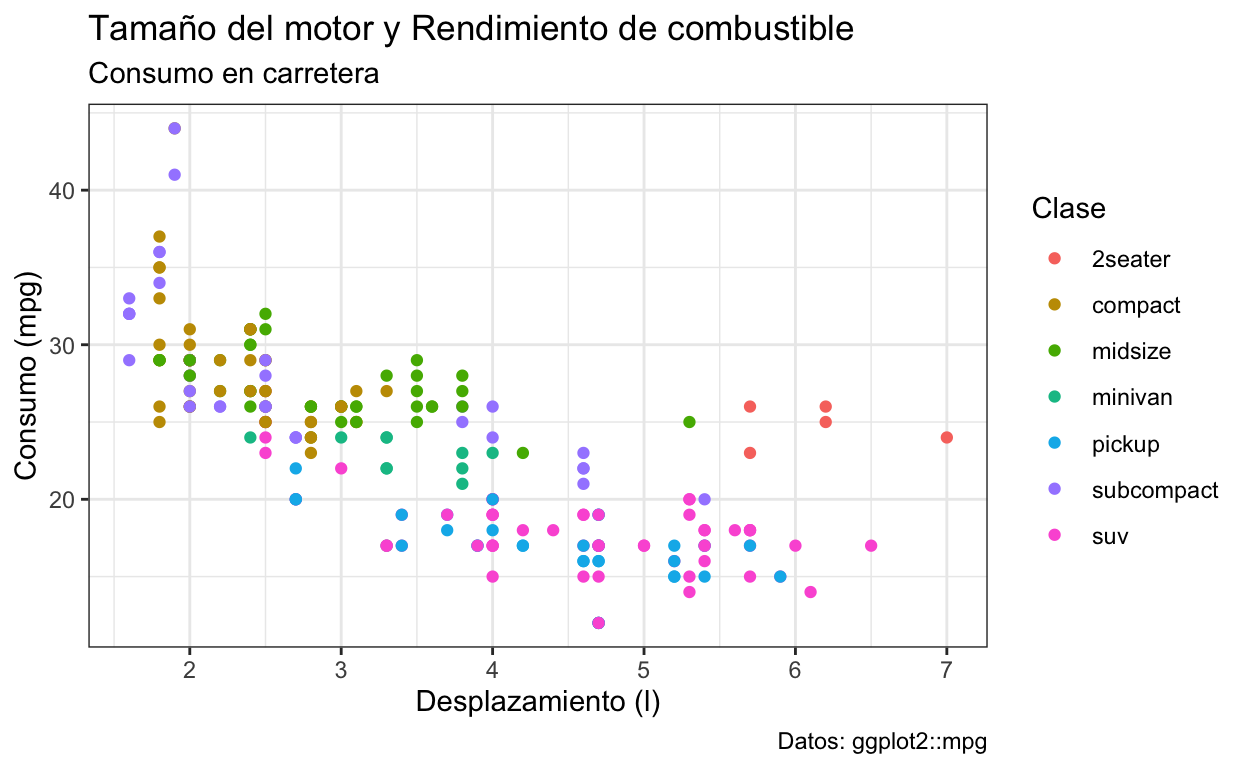 Tamaño del motor y Rendimiento de combustible
Consumo en carretera
Consumo (mpg)
40
30
20
2 3 4 5 6 7
Desplazamiento (l)
Clase
2seater
compact
midsize
minivan
pickup
subcompact
suv
Datos: ggplot2::mpg